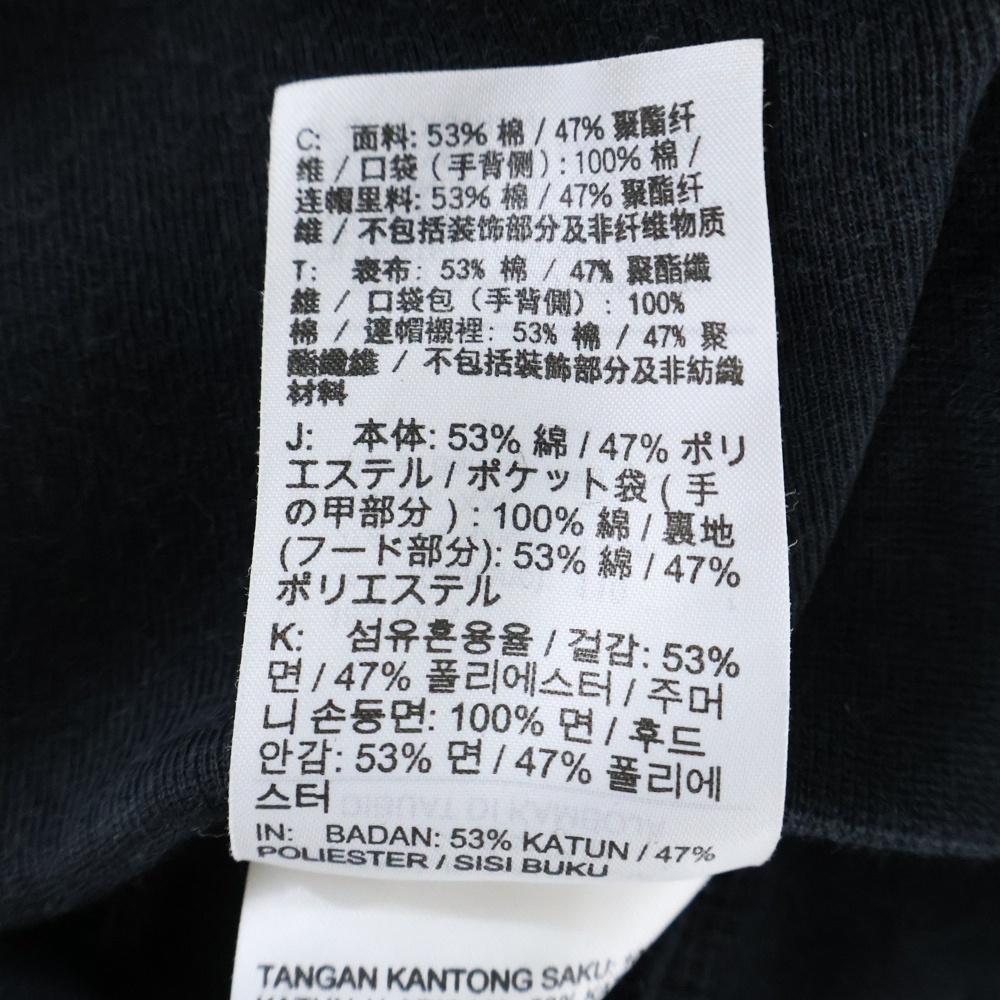 C: 面料: 53% 棉 / 47% 聚酯纤
维 / 口袋 (手背侧) : 100% 棉 /
连帽里料: 53% 棉 / 47% 聚酯纤
维 / 不包括装饰部分及非纤维物质
T: 表布: 53% 棉 / 47% 聚酯纖
維 / 口袋包 (手背側) : 100%
棉 / 連帽襯裡: 53% 棉 / 47% 聚
酯纖維 / 不包括裝飾部分及非紡織
材料
J: 本体: 53% 綿 / 47% ポリ
エステル / ポケット袋 ( 手
の甲部分 ) : 100% 綿 / 裏地
(フード部分): 53% 綿 / 47%
ポリエステル
K: 섬유혼용율 / 겉감: 53%
면 / 47% 폴리에스터 / 주머
니 손등면: 100% 면 / 후드
안감: 53% 면 / 47% 폴리에
스터
IN: BADAN: 53% KATUN / 47%
POLIESTER / SISI BUKU
TANGAN KANTONG SAKU: